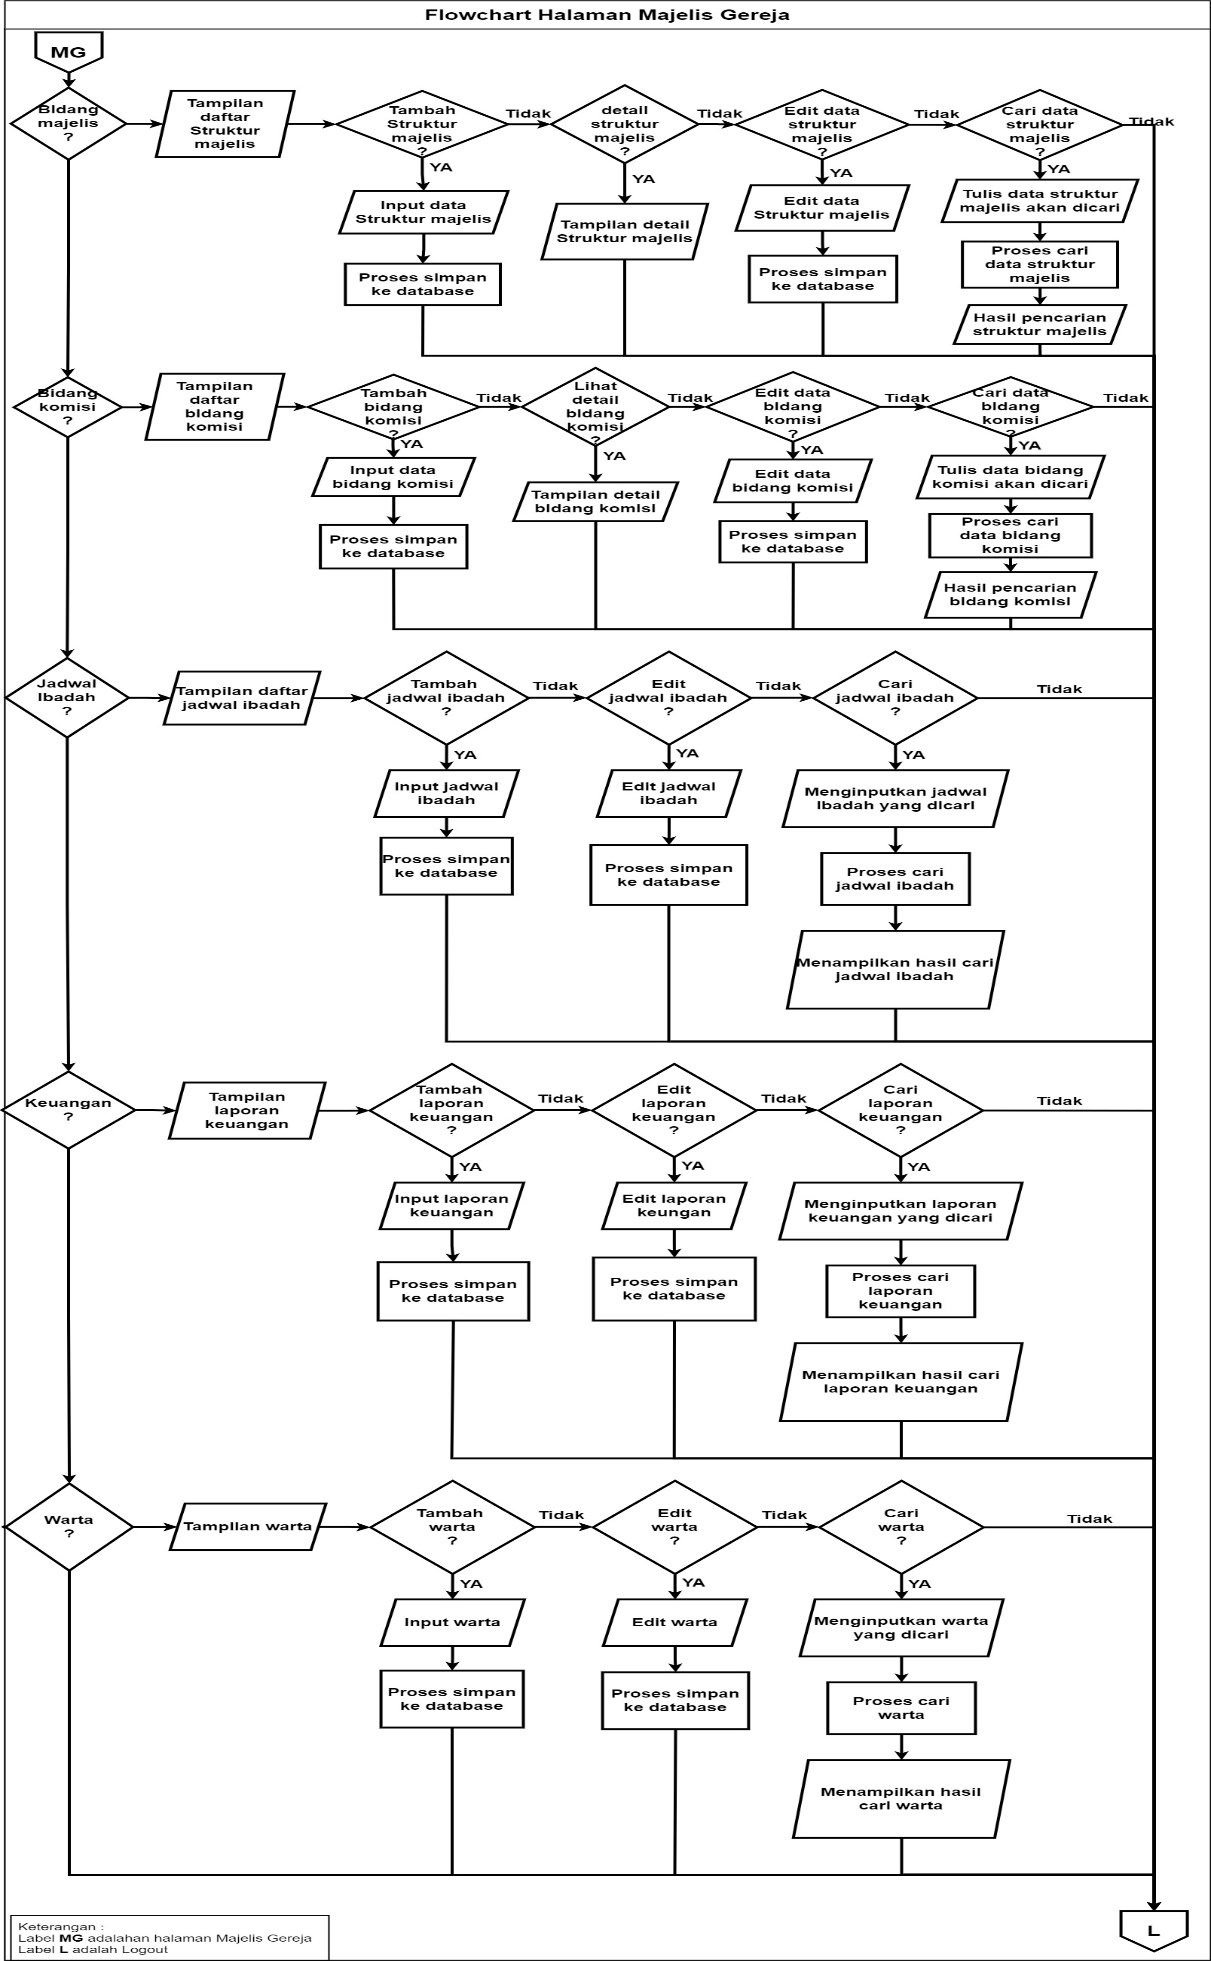 Flowchart Halaman Majelis Gereja
MG
BIdang
majelis
?
Tampilan
daftar
Struktur
majelis
Tambah
Struktur
majelis
?
Tidak
detail
struktur
majelis
?
Tidak
Edit data
struktur
majelis
?
Tidak
Cari data
struktur
majelis
?
Tidak
YA
YA
YA
YA
Input data
Struktur majelis
Tampilan detail
Struktur majelis
Edit data
Struktur majelis
Tulis data struktur
majelis akan dicari
Proses simpan
ke database
Proses simpan
ke database
Proses cari
data struktur
majelis
Hasil pencarian
struktur majelis
Bidang
komisi
?
Tampilan
daftar
bidang
komisi
Tambah
bidang
komisi
?
Tidak
Lihat
detail
bidang
komisi
?
Tidak
Edit data
bidang
komisi
?
Tidak
Cari data
bidang
komisi
?
Tidak
YA
YA
YA
YA
Input data
bidang komisi
Tampilan detail
bidang komisi
Edit data
bidang komisi
Tulis data bidang
komisi akan dicari
Proses simpan
ke database
Proses simpan
ke database
Proses cari
data bidang
komisi
Hasil pencarian
bidang komisi
Jadwal
Ibadah
?
Tampilan daftar
jadwal ibadah
Tambah
jadwal ibadah
?
Tidak
Edit
jadwal ibadah
?
Tidak
Cari
jadwal ibadah
?
Tidak
YA
YA
YA
Input jadwal
ibadah
Edit jadwal
ibadah
Menginputkan jadwal
Ibadah yang dicari
Proses simpan
ke database
Proses simpan
ke database
Proses cari
jadwal ibadah
Menampilkan hasil cari
jadwal Ibadah
Keuangan
?
Tampilan
laporan
keuangan
Tambah
laporan
keuangan
?
Tidak
Edit
laporan
keuangan
?
Tidak
Cari
laporan
keuangan
?
Tidak
YA
YA
YA
Input laporan
keuangan
Edit laporan
keungan
Menginputkan laporan
keuangan yang dicari
Proses simpan
ke database
Proses simpan
ke database
Proses cari
laporan
keuangan
Menampilkan hasil cari
laporan keuangan
Warta
?
Tampilan warta
Tambah
warta
?
Tidak
Edit
warta
?
Tidak
Cari
warta
?
Tidak
YA
YA
YA
Input warta
Edit warta
Menginputkan warta
yang dicari
Proses simpan
ke database
Proses simpan
ke database
Proses cari
warta
Menampilkan hasil
cari warta
Keterangan :
Label MG adalahan halaman Majelis Gereja
Label L adalah Logout
L